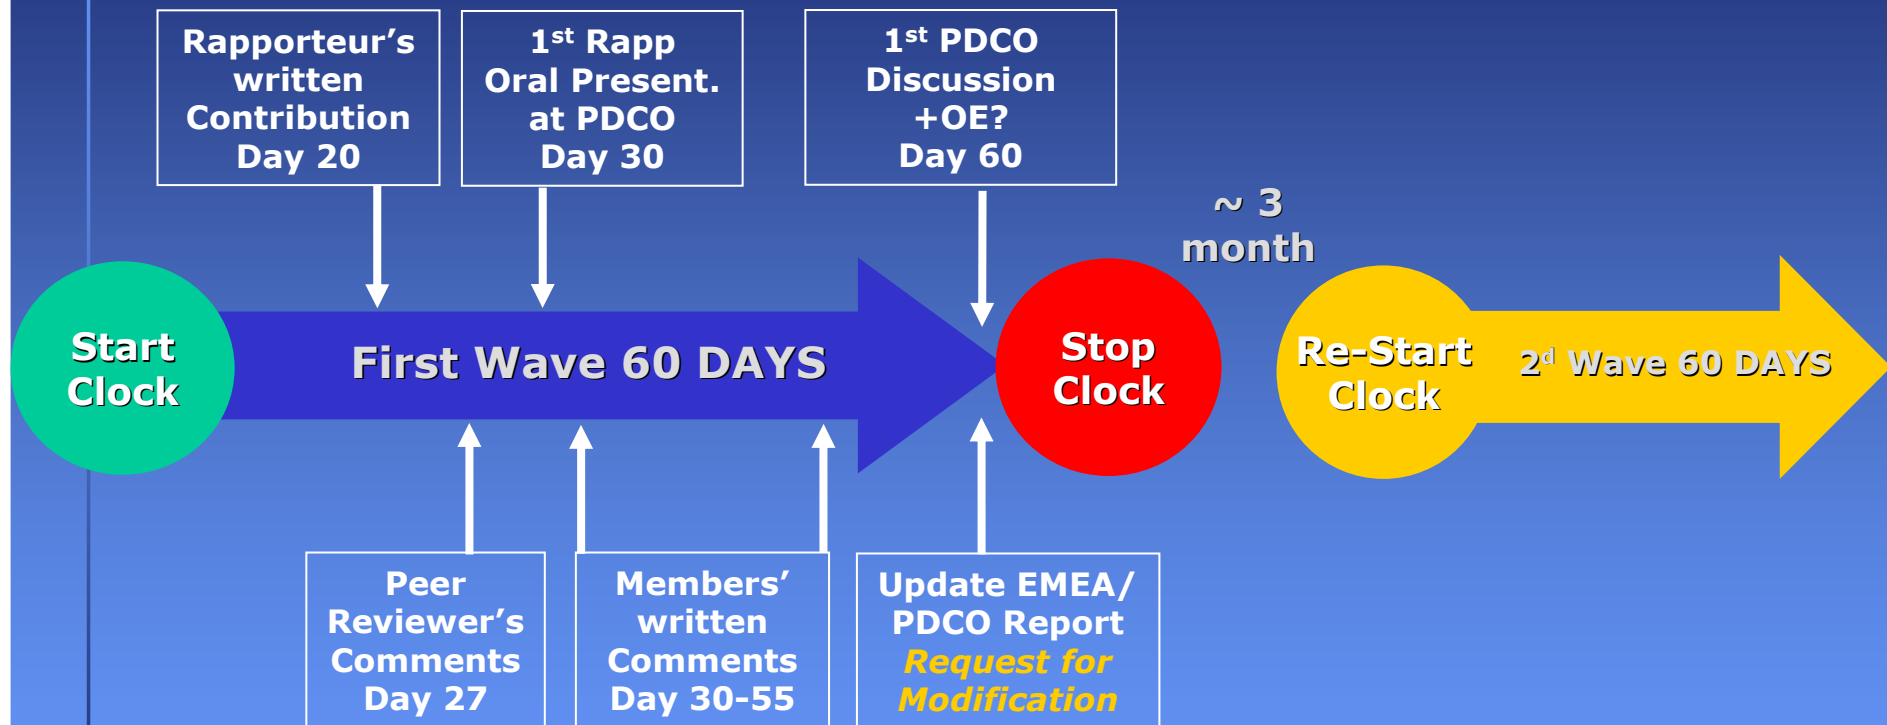 Rapporteur’s
written
Contribution
Day 20
1st Rapp
Oral Present.
at PDCO
Day 30
1st PDCO
Discussion
+OE?
Day 60
~ 3
month
Start
Clock
First Wave 60 DAYS
Stop
Clock
Re-Start
Clock
2d Wave 60 DAYS
Peer
Reviewer’s
Comments
Day 27
Members’
written
Comments
Day 30-55
Update EMEA/
PDCO Report
Request for
Modification